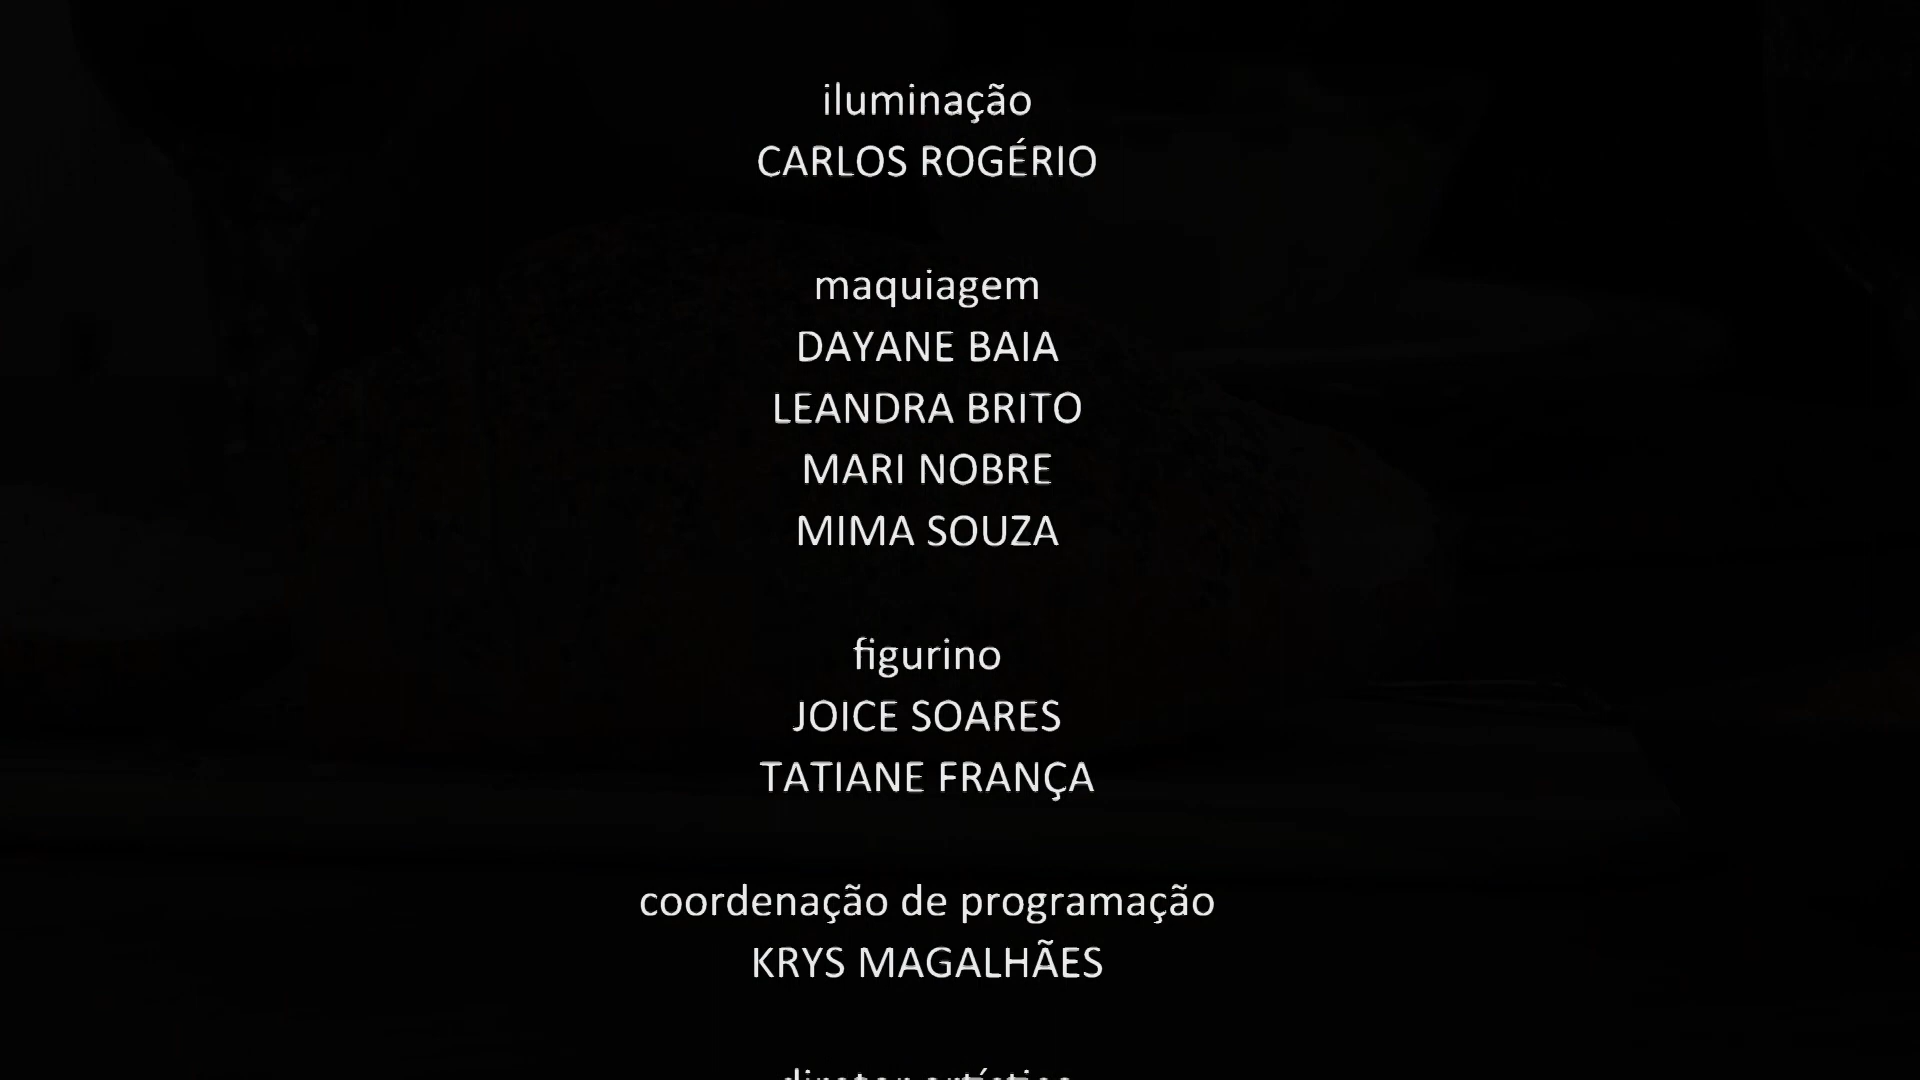 iluminação
CARLOS ROGÉRIO
maquiagem
DAYANE BAIA
LEANDRA BRITO
MARI NOBRE
MIMA SOUZA
figurino
JOICE SOARES
TATIANE FRANÇA
coordenação de programação
KRYS MAGALHÃES